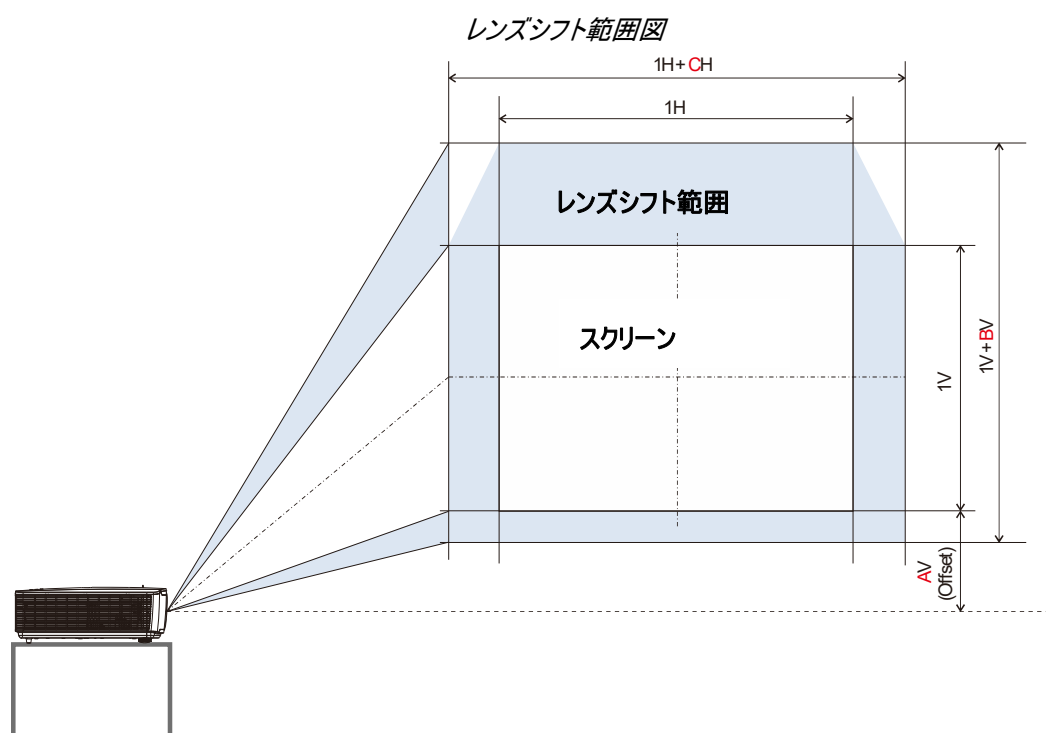 レンズシフト範囲図
1H + CH
1H
レンズシフト範囲
スクリーン
1V
1V + BV
AV
(Offset)